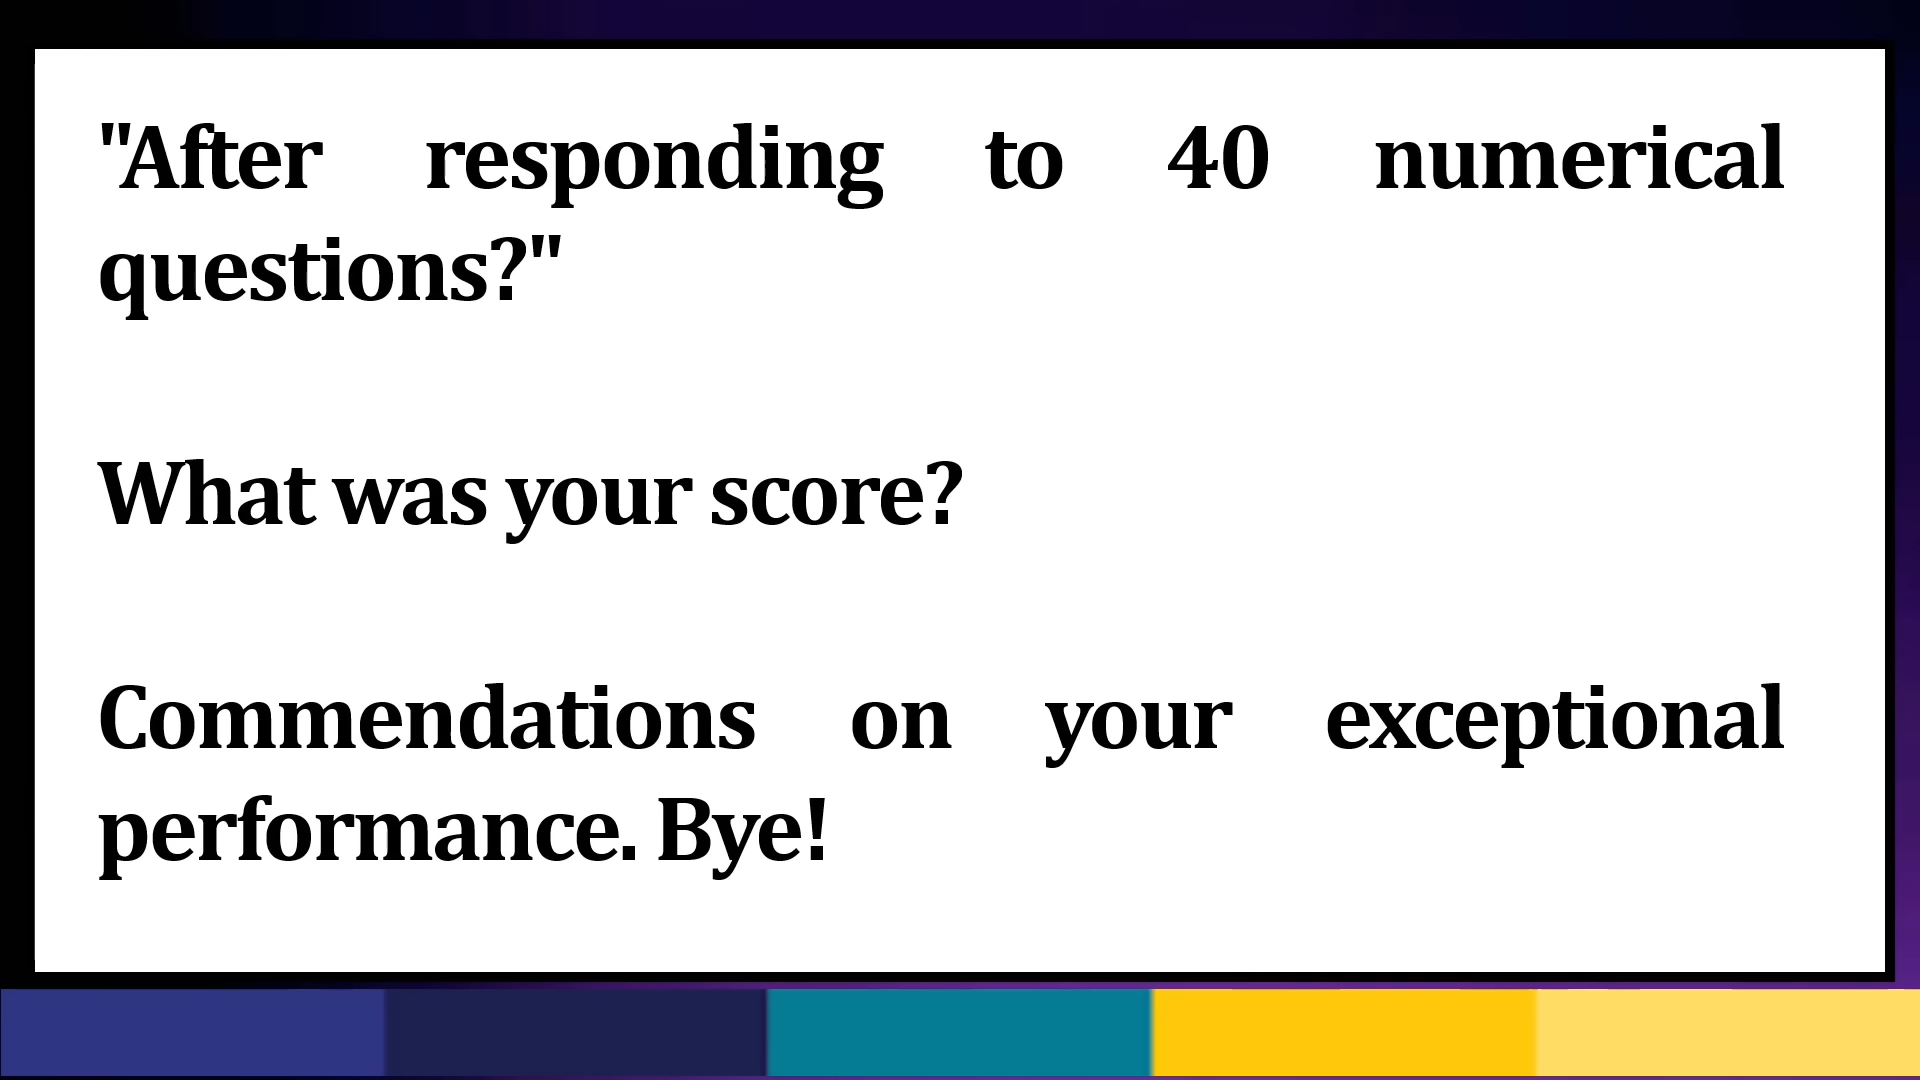 "After responding to 40 numerical
questions?"
What was your score?
Commendations on your exceptional
performance. Bye!